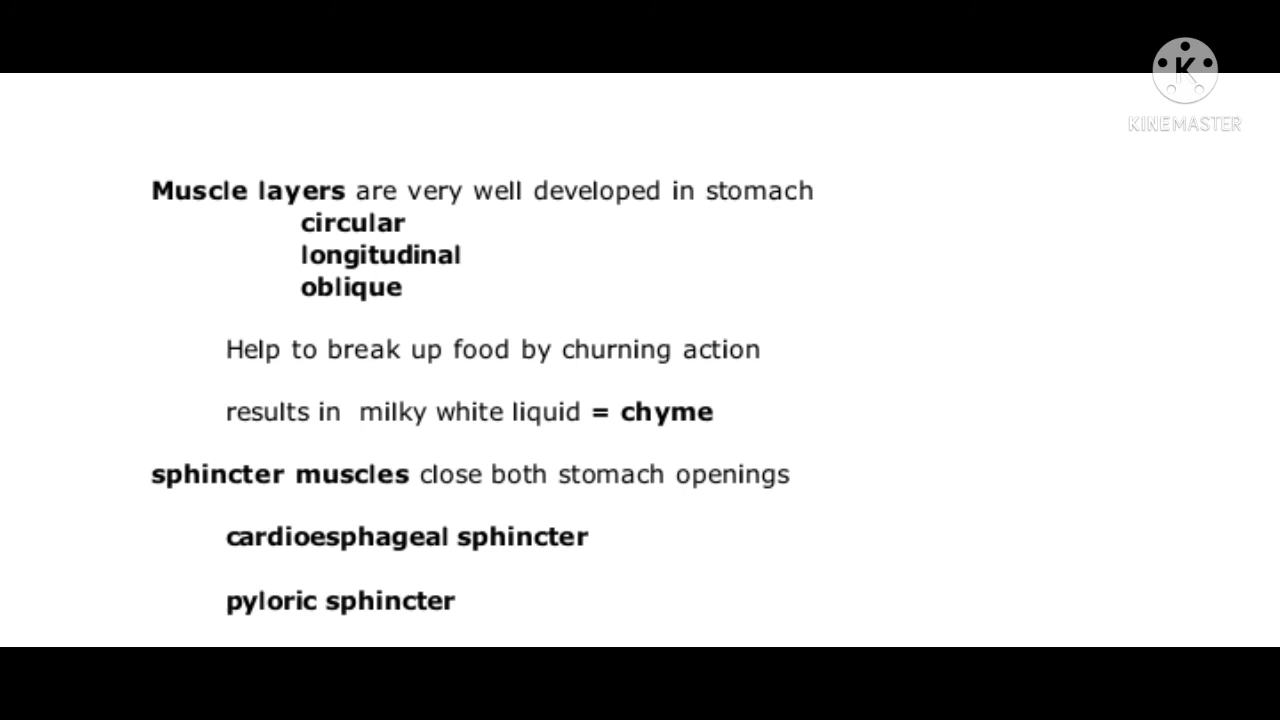 K
KINEMASTER
Muscle layers are very well developed in stomach
circular
longitudinal
oblique
Help to break up food by churning action
results in milky white liquid = chyme
sphincter muscles close both stomach openings
cardioesphageal sphincter
pyloric sphincter